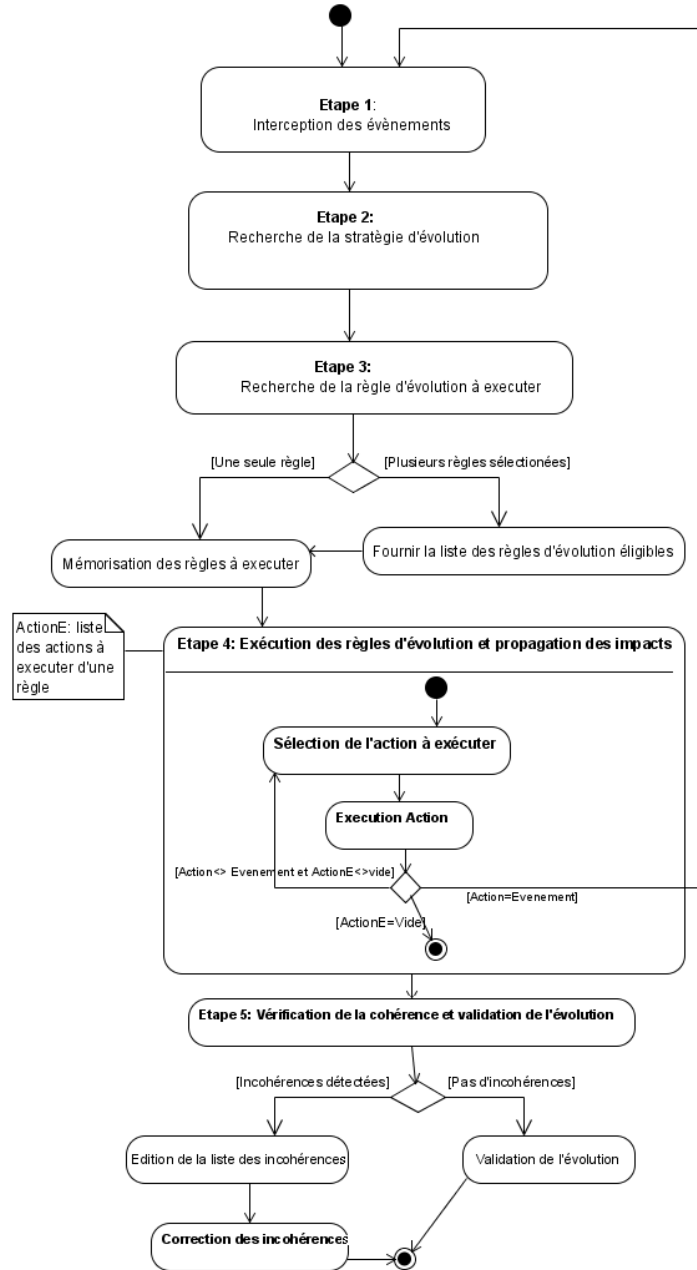 Etape 1:
Interception des évènements
Etape 2:
Recherche de la stratègie d'évolution
Etape 3:
Recherche de la règle d'évolution à executer
[Une seule règle]
[Plusieurs règles sélectionées]
Mémorisation des règles à executer
Fournir la liste des règles d'évolution éligibles
ActionE: liste
des actions à
executer d'une
règle
Etape 4: Exécution des règles d'évolution et propagation des impacts
Sélection de l'action à exécuter
Execution Action
[Action<> Evenement et ActionE<>vide]
[Action=Evenement]
[ActionE=Vide]
Etape 5: Vérification de la cohérence et validation de l'évolution
[Incohérences détectées]
[Pas d'incohérences]
Edition de la liste des incohérences
Validation de l'évolution
Correction des incohérences